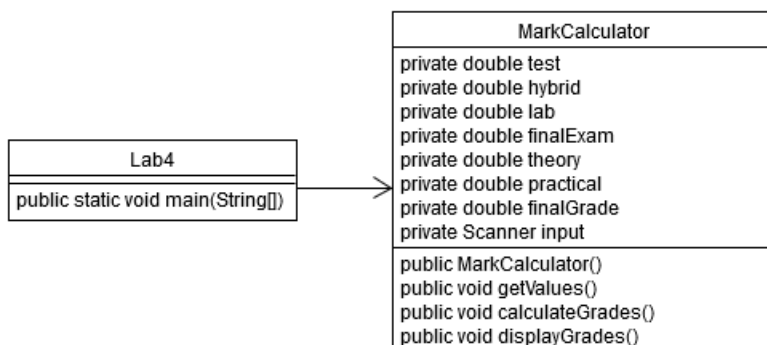 Lab4
public static void main(String[])
MarkCalculator
private double test
private double hybrid
private double lab
private double finalExam
private double theory
private double practical
private double finalGrade
private Scanner input
public MarkCalculator()
public void getValues()
public void calculateGrades()
public void displayGrades()